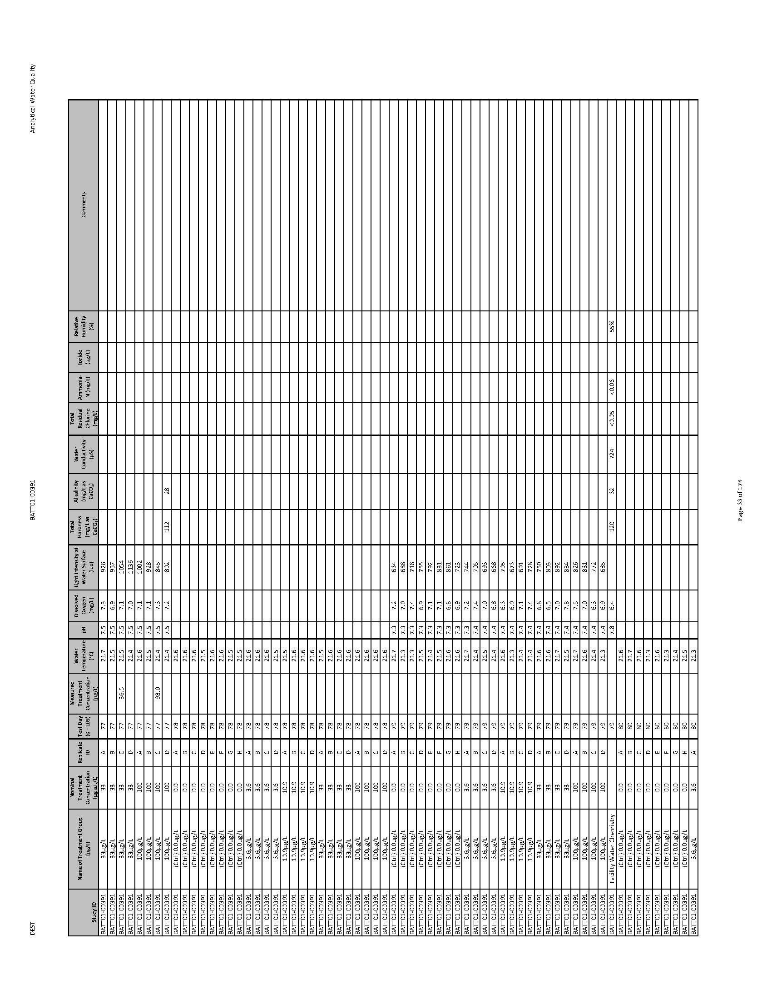 DEST BATT01-00391 Analytical Water Quality
Study ID | Name of Treatment Group (µg/L) | Nominal Treatment Concentration (µg a.i./L) | Replicate ID | Test Day (0 - 109) | Measured Treatment Concentration (µg/L) | Water Temperature (°C) | pH | Dissolved Oxygen (mg/L) | Light Intensity at Water Surface (lux) | Total Hardness (mg/L as CaCO₃) | Alkalinity (mg/L as CaCO₃) | Water Conductivity (µS) | Total Residual Chlorine (mg/L) | Ammonia-N (mg/L) | Iodide (µg/L) | Relative Humidity (%) | Comments
BATT01-00391 33µg/L 33 A 77 21.7 7.5 7.3 926
BATT01-00391 33µg/L 33 B 77 21.5 7.5 6.9 957
BATT01-00391 33µg/L 33 C 77 36.5 21.5 7.5 7.1 1054
BATT01-00391 33µg/L 33 D 77 21.4 7.5 7.0 1136
BATT01-00391 100µg/L 100 A 77 21.6 7.5 7.1 1002
BATT01-00391 100µg/L 100 B 77 21.5 7.5 7.1 928
BATT01-00391 100µg/L 100 C 77 98.0 21.4 7.5 7.3 845
BATT01-00391 100µg/L 100 D 77 21.4 7.5 7.2 802 112 28
BATT01-00391 (Ctrl) 0.0µg/L 0.0 A 78 21.6
BATT01-00391 (Ctrl) 0.0µg/L 0.0 B 78 21.6
BATT01-00391 (Ctrl) 0.0µg/L 0.0 C 78 21.6
BATT01-00391 (Ctrl) 0.0µg/L 0.0 D 78 21.5
BATT01-00391 (Ctrl) 0.0µg/L 0.0 E 78 21.6
BATT01-00391 (Ctrl) 0.0µg/L 0.0 F 78 21.6
BATT01-00391 (Ctrl) 0.0µg/L 0.0 G 78 21.5
BATT01-00391 (Ctrl) 0.0µg/L 0.0 H 78 21.5
BATT01-00391 3.6µg/L 3.6 A 78 21.6
BATT01-00391 3.6µg/L 3.6 B 78 21.6
BATT01-00391 3.6µg/L 3.6 C 78 21.6
BATT01-00391 3.6µg/L 3.6 D 78 21.5
BATT01-00391 10.9µg/L 10.9 A 78 21.5
BATT01-00391 10.9µg/L 10.9 B 78 21.6
BATT01-00391 10.9µg/L 10.9 C 78 21.6
BATT01-00391 10.9µg/L 10.9 D 78 21.6
BATT01-00391 33µg/L 33 A 78 21.5
BATT01-00391 33µg/L 33 B 78 21.6
BATT01-00391 33µg/L 33 C 78 21.6
BATT01-00391 33µg/L 33 D 78 21.6
BATT01-00391 100µg/L 100 A 78 21.6
BATT01-00391 100µg/L 100 B 78 21.6
BATT01-00391 100µg/L 100 C 78 21.6
BATT01-00391 100µg/L 100 D 78 21.6
BATT01-00391 (Ctrl) 0.0µg/L 0.0 A 79 21.7 7.3 7.2 634
BATT01-00391 (Ctrl) 0.0µg/L 0.0 B 79 21.3 7.3 7.0 688
BATT01-00391 (Ctrl) 0.0µg/L 0.0 C 79 21.3 7.3 7.4 716
BATT01-00391 (Ctrl) 0.0µg/L 0.0 D 79 21.5 7.3 6.9 755
BATT01-00391 (Ctrl) 0.0µg/L 0.0 E 79 21.4 7.3 7.1 792
BATT01-00391 (Ctrl) 0.0µg/L 0.0 F 79 21.5 7.3 7.1 831
BATT01-00391 (Ctrl) 0.0µg/L 0.0 G 79 21.6 7.3 6.8 861
BATT01-00391 (Ctrl) 0.0µg/L 0.0 H 79 21.6 7.3 6.9 723
BATT01-00391 3.6µg/L 3.6 A 79 21.7 7.3 7.2 744
BATT01-00391 3.6µg/L 3.6 B 79 21.4 7.4 7.4 705
BATT01-00391 3.6µg/L 3.6 C 79 21.5 7.4 7.0 693
BATT01-00391 3.6µg/L 3.6 D 79 21.4 7.4 6.8 668
BATT01-00391 10.9µg/L 10.9 A 79 21.6 7.4 6.3 705
BATT01-00391 10.9µg/L 10.9 B 79 21.3 7.4 6.9 673
BATT01-00391 10.9µg/L 10.9 C 79 21.4 7.4 7.1 691
BATT01-00391 10.9µg/L 10.9 D 79 21.4 7.4 7.4 728
BATT01-00391 33µg/L 33 A 79 21.6 7.4 6.8 750
BATT01-00391 33µg/L 33 B 79 21.6 7.4 6.5 803
BATT01-00391 33µg/L 33 C 79 21.7 7.4 7.0 892
BATT01-00391 33µg/L 33 D 79 21.5 7.4 7.8 884
BATT01-00391 100µg/L 100 A 79 21.7 7.4 7.5 826
BATT01-00391 100µg/L 100 B 79 21.6 7.4 7.0 831
BATT01-00391 100µg/L 100 C 79 21.4 7.4 6.3 772
BATT01-00391 100µg/L 100 D 79 21.3 7.4 6.9 685
BATT01-00391 Facility Water Chemistry 79 7.8 6.4 120 32 724 <0.05 <0.06 55%
BATT01-00391 (Ctrl) 0.0µg/L 0.0 A 80 21.6
BATT01-00391 (Ctrl) 0.0µg/L 0.0 B 80 21.7
BATT01-00391 (Ctrl) 0.0µg/L 0.0 C 80 21.6
BATT01-00391 (Ctrl) 0.0µg/L 0.0 D 80 21.3
BATT01-00391 (Ctrl) 0.0µg/L 0.0 E 80 21.6
BATT01-00391 (Ctrl) 0.0µg/L 0.0 F 80 21.3
BATT01-00391 (Ctrl) 0.0µg/L 0.0 G 80 21.4
BATT01-00391 (Ctrl) 0.0µg/L 0.0 H 80 21.5
BATT01-00391 3.6µg/L 3.6 A 80 21.3
Page 33 of 174